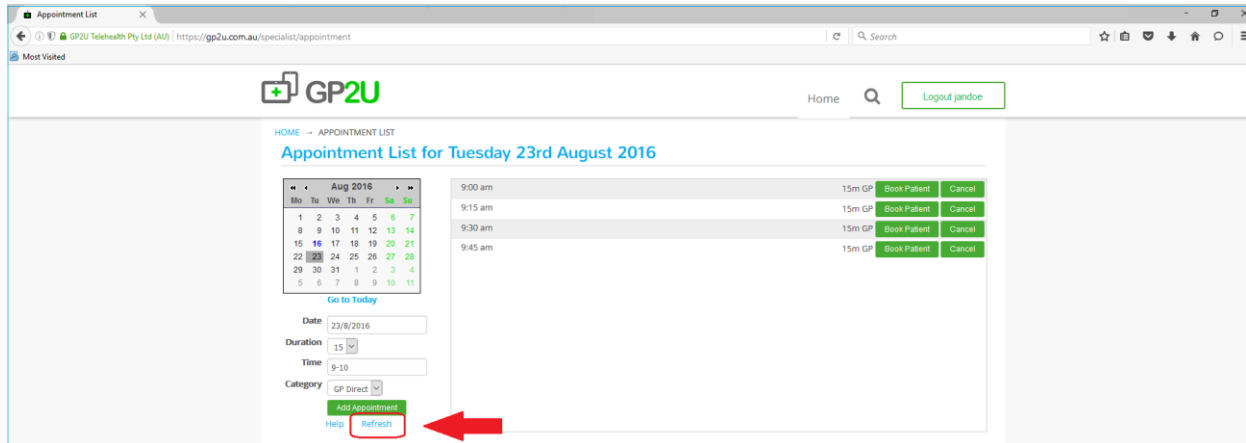 Appointment List
GP2U Telehealth Pty Ltd (AU) https://gp2u.com.au/specialist/appointment Search
Most Visited
GP2U
Home Logout jandoe
HOME → APPOINTMENT LIST
Appointment List for Tuesday 23rd August 2016
Aug 2016
Mo Tu We Th Fr Sa Su
1 2 3 4 5 6 7
8 9 10 11 12 13 14
15 16 17 18 19 20 21
22 23 24 25 26 27 28
29 30 31 1 2 3 4
5 6 7 8 9 10 11
Go to Today
Date 23/8/2016
Duration 15
Time 9-10
Category GP Direct
Add Appointment
Help Refresh
9:00 am 15m GP Book Patient Cancel
9:15 am 15m GP Book Patient Cancel
9:30 am 15m GP Book Patient Cancel
9:45 am 15m GP Book Patient Cancel